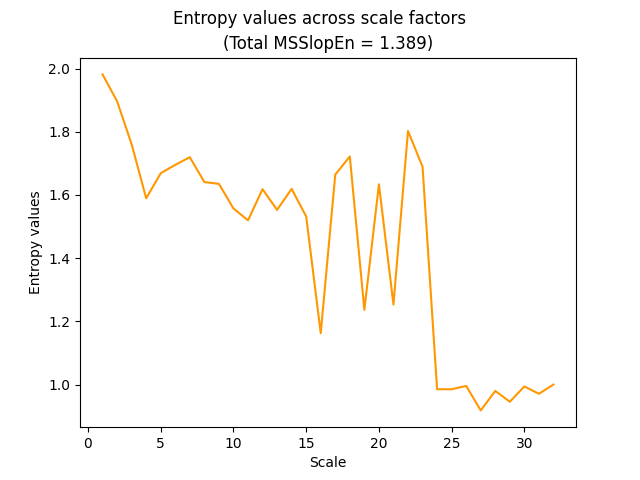 Entropy values across scale factors
(Total MSSlopEn = 1.389)
2.0
1.8
1.6
1.4
1.2
1.0
Entropy values
0 5 10 15 20 25 30
Scale